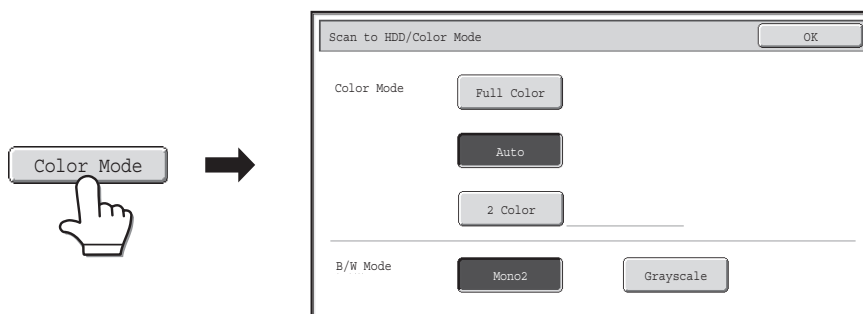 Color Mode
Scan to HDD/Color Mode OK
Color Mode Full Color
Auto
2 Color
B/W Mode Mono2 Grayscale